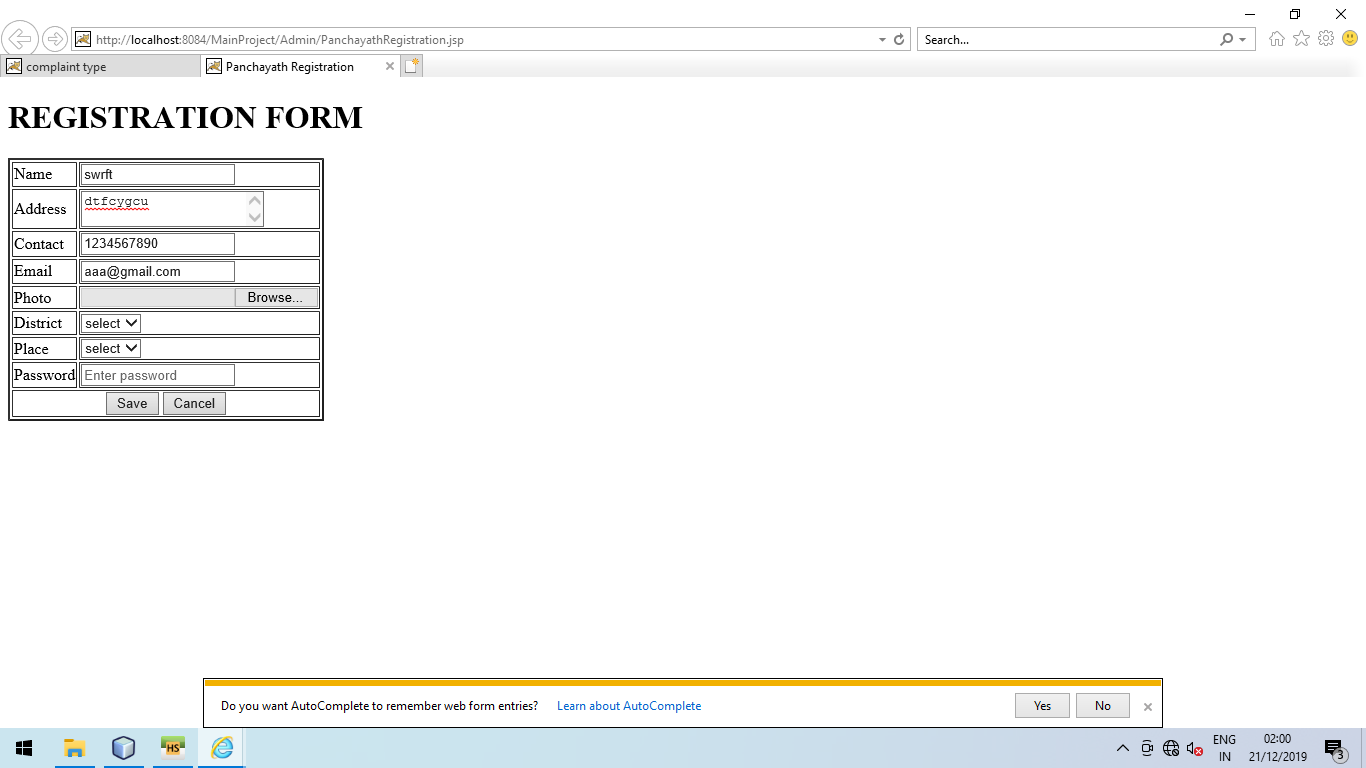 http://localhost:8084/MainProject/Admin/PanchayathRegistration.jsp
Search...
complaint type
Panchayath Registration
REGISTRATION FORM
Name swrft
Address dtfcygcu
Contact 1234567890
Email aaa@gmail.com
Photo Browse...
District select
Place select
Password Enter password
Save Cancel
Do you want AutoComplete to remember web form entries? Learn about AutoComplete Yes No
HS
ENG 02:00
IN 21/12/2019 3